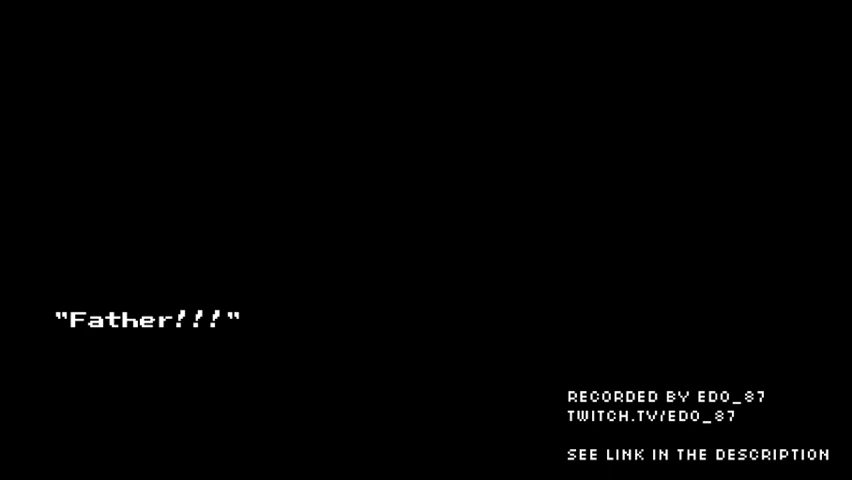 "Father!!!"
RECORDED BY EDO_87
TWITCH.TV/EDO_87
SEE LINK IN THE DESCRIPTION